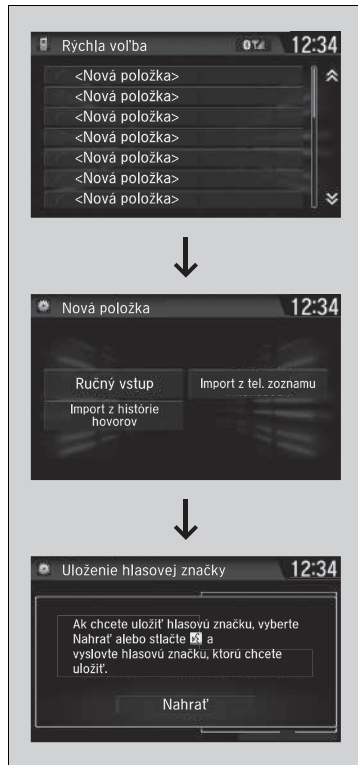 Rýchla voľba
12:34
<Nová položka>
<Nová položka>
<Nová položka>
<Nová položka>
<Nová položka>
<Nová položka>
<Nová položka>
Nová položka
12:34
Ručný vstup
Import z tel. zoznamu
Import z histórie
hovorov
Uloženie hlasovej značky
12:34
Ak chcete uložiť hlasovú značku, vyberte
Nahrať alebo stlačte a
vyslovte hlasovú značku, ktorú chcete
uložiť.
Nahrať